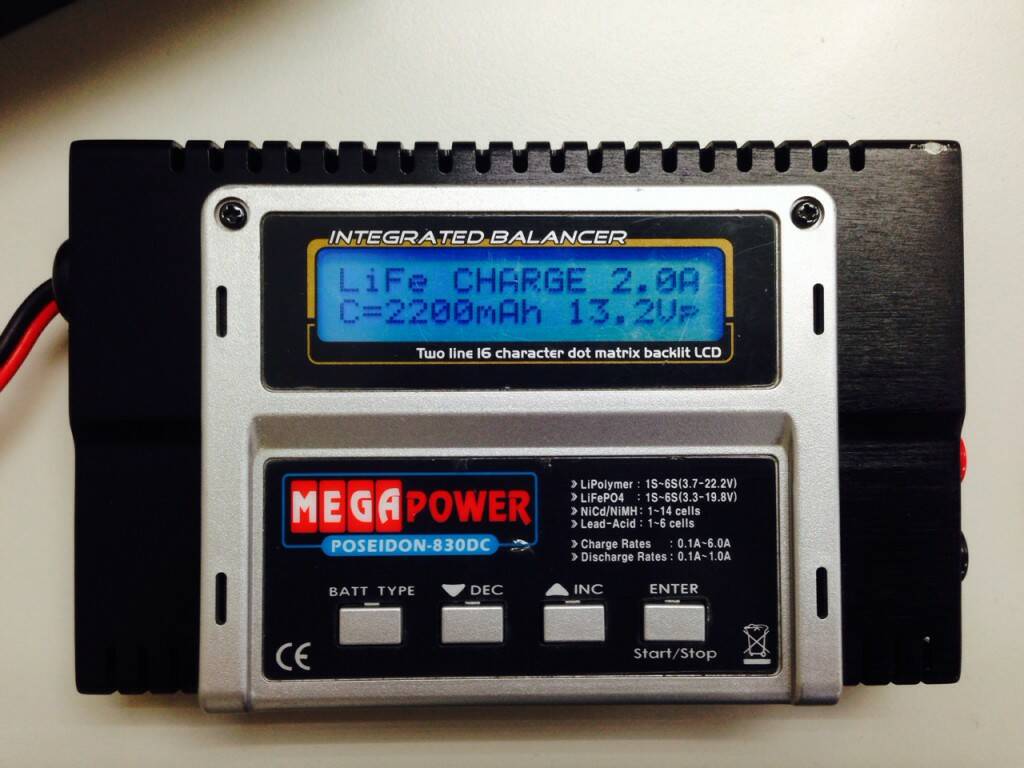 INTEGRATED BALANCER
LiFe CHARGE 2.0A
C=2200mAh 13.2Vp
Two line 16 character dot matrix backlit LCD
MEGAPOWER
POSEIDON-830DC
» LiPolymer : 1S~6S(3.7~22.2V)
» LiFePO4 : 1S~6S(3.3~19.8V)
» NiCd/NiMH : 1~14 cells
» Lead-Acid : 1~6 cells
» Charge Rates : 0.1A~6.0A
» Discharge Rates : 0.1A~1.0A
BATT TYPE ▼ DEC ▲ INC ENTER
Start/Stop
CE